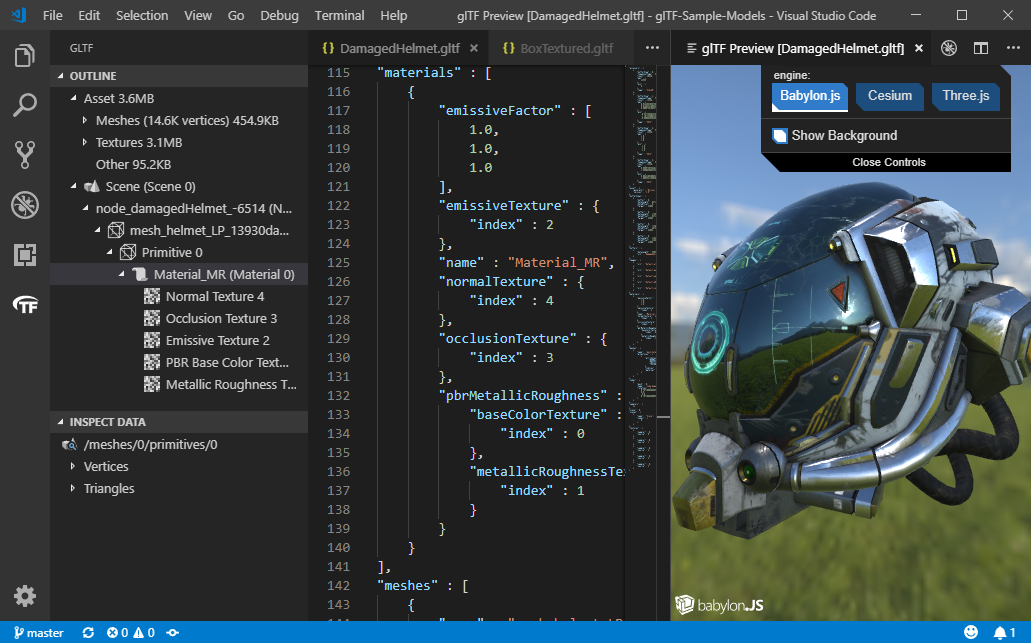 File Edit Selection View Go Debug Terminal Help glTF Preview [DamagedHelmet.gltf] - glTF-Sample-Models - Visual Studio Code
GLTF
OUTLINE
Asset 3.6MB
Meshes (14.6K vertices) 454.9KB
Textures 3.1MB
Other 95.2KB
Scene (Scene 0)
node_damagedHelmet_-6514 (N...
mesh_helmet_LP_13930da...
Primitive 0
Material_MR (Material 0)
Normal Texture 4
Occlusion Texture 3
Emissive Texture 2
PBR Base Color Text...
Metallic Roughness T...
INSPECT DATA
/meshes/0/primitives/0
Vertices
Triangles
TF
{} DamagedHelmet.gltf × {} BoxTextured.gltf ...
115 "materials" : [
116 {
117 "emissiveFactor" : [
118 1.0,
119 1.0,
120 1.0
121 ],
122 "emissiveTexture" : {
123 "index" : 2
124 },
125 "name" : "Material_MR",
126 "normalTexture" : {
127 "index" : 4
128 },
129 "occlusionTexture" : {
130 "index" : 3
131 },
132 "pbrMetallicRoughness" :
133 "baseColorTexture" :
134 "index" : 0
135 },
136 "metallicRoughnessTe
137 "index" : 1
138 }
139 }
140 }
141 ],
142 "meshes" : [
143 {
glTF Preview [DamagedHelmet.gltf] × ...
engine:
Babylon.js Cesium Three.js
Show Background
Close Controls
babylon.JS
master 0 0 1